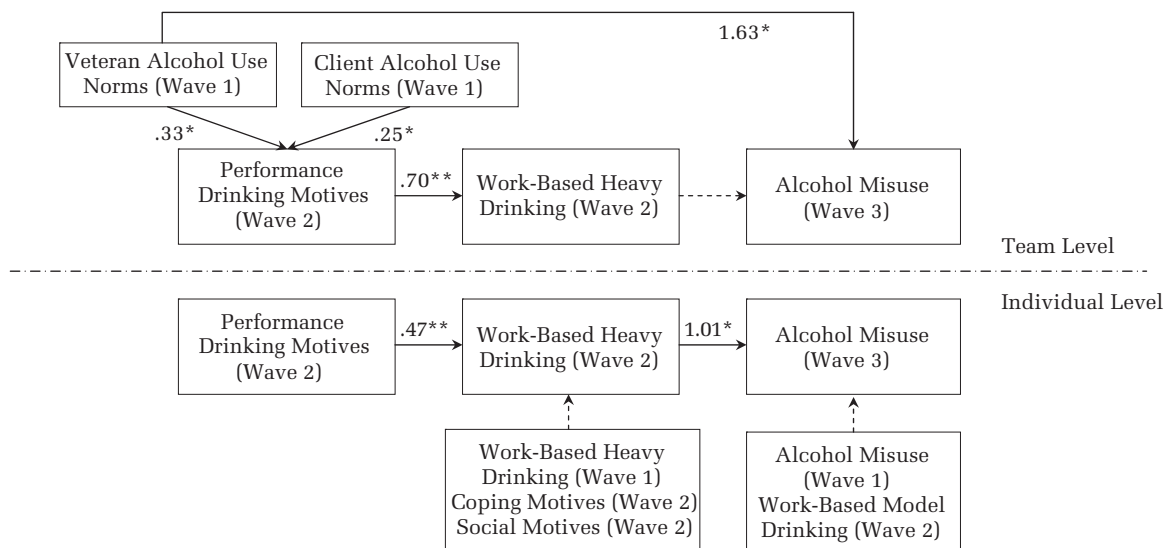 1.63*
Veteran Alcohol Use
Norms (Wave 1)
Client Alcohol Use
Norms (Wave 1)
.33*
.25*
Performance
Drinking Motives
(Wave 2)
.70**
Work-Based Heavy
Drinking (Wave 2)
Alcohol Misuse
(Wave 3)
Team Level
Individual Level
Performance
Drinking Motives
(Wave 2)
.47**
Work-Based Heavy
Drinking (Wave 2)
1.01*
Alcohol Misuse
(Wave 3)
Work-Based Heavy
Drinking (Wave 1)
Coping Motives (Wave 2)
Social Motives (Wave 2)
Alcohol Misuse
(Wave 1)
Work-Based Model
Drinking (Wave 2)